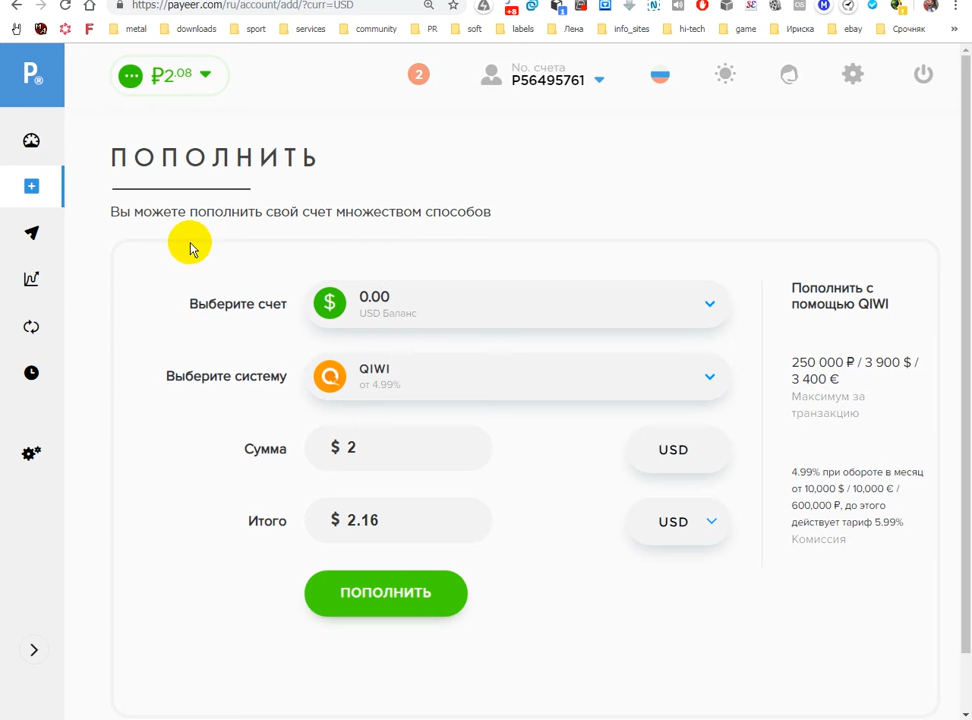 https://payeer.com/ru/account/add/?curr=USD
metal downloads sport services community PR soft labels Лена info_sites hi-tech game Ириска ebay Срочняк »
P®
₽2.08
2
No. счета
P56495761
ПОПОЛНИТЬ
Вы можете пополнить свой счет множеством способов
Выберите счет
$
0.00
USD Баланс
Выберите систему
QIWI
от 4.99%
Сумма
$ 2
USD
Итого
$ 2.16
USD
ПОПОЛНИТЬ
Пополнить с
помощью QIWI
250 000 ₽ / 3 900 $ /
3 400 €
Максимум за
транзакцию
4.99% при обороте в месяц
от 10,000 $ / 10,000 € /
600,000 ₽, до этого
действует тариф 5.99%
Комиссия